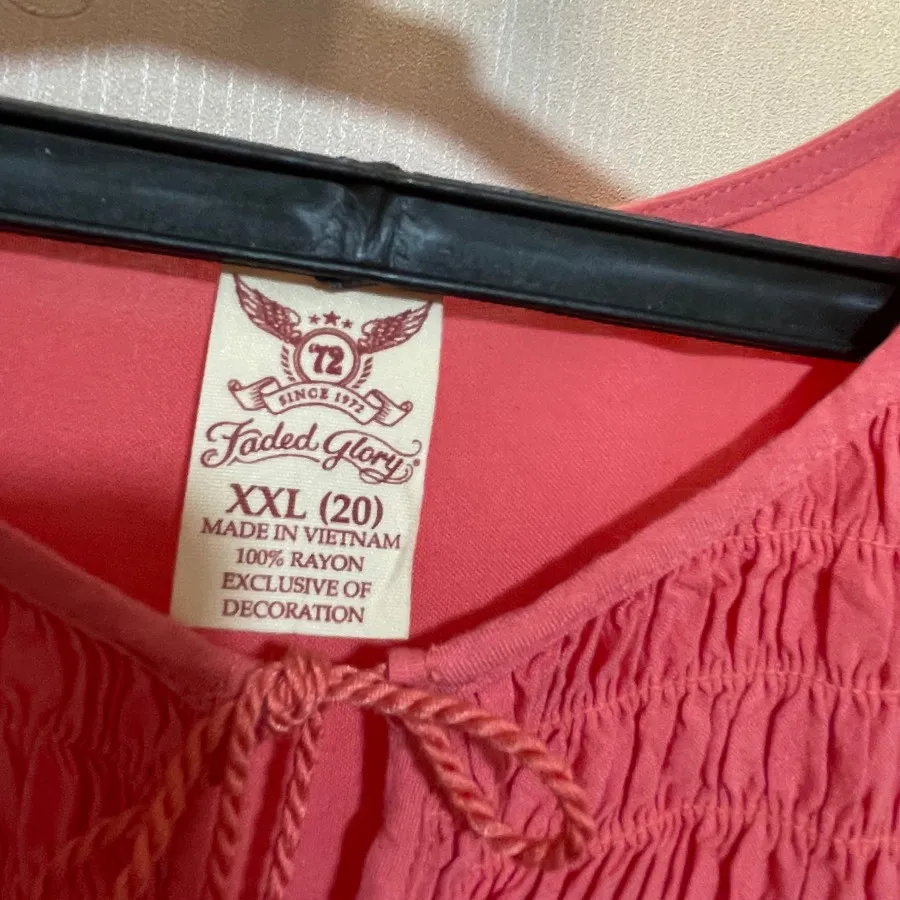 '72
SINCE 1972
Faded Glory®
XXL (20)
MADE IN VIETNAM
100% RAYON
EXCLUSIVE OF
DECORATION